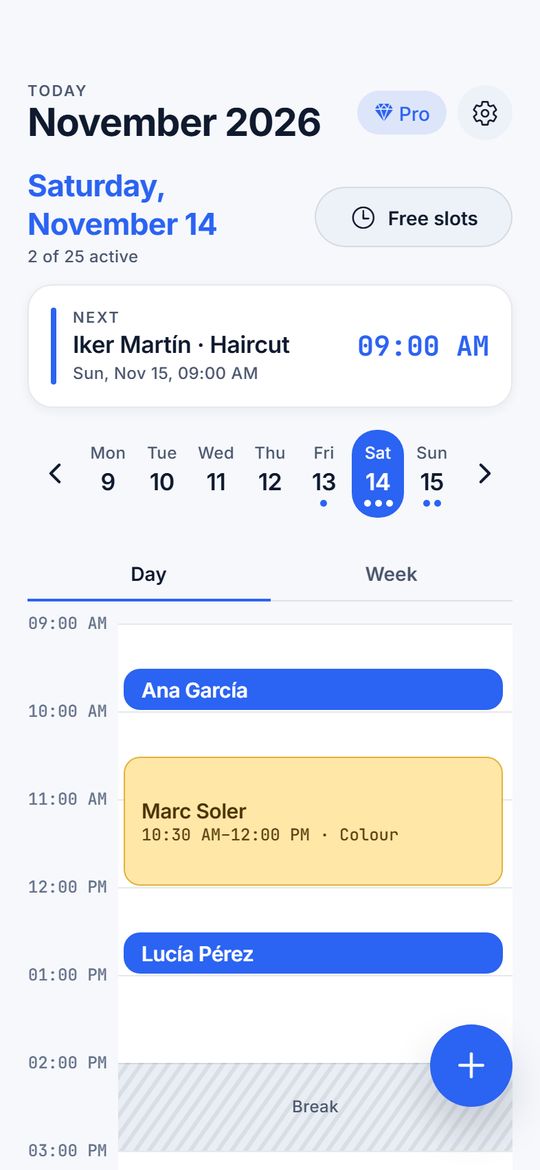 TODAY
November 2026
Pro
Saturday,
November 14
2 of 25 active
Free slots
NEXT
Iker Martín · Haircut
Sun, Nov 15, 09:00 AM
09:00 AM
Mon Tue Wed Thu Fri Sat Sun
9 10 11 12 13 14 15
Day Week
09:00 AM
Ana García
10:00 AM
11:00 AM
Marc Soler
10:30 AM–12:00 PM · Colour
12:00 PM
Lucía Pérez
01:00 PM
02:00 PM
Break
03:00 PM